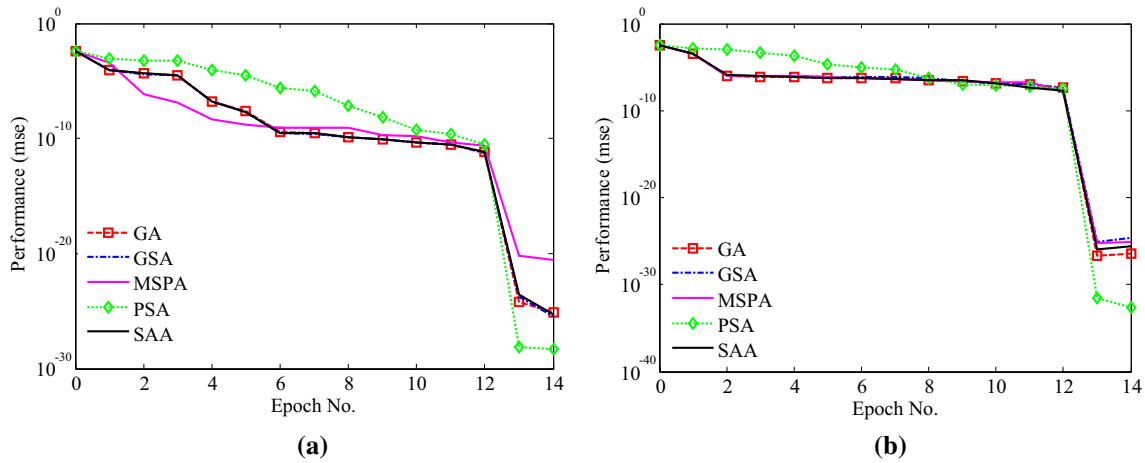 10^0
10^-10
10^-20
10^-30
Performance (mse)
GA
GSA
MSPA
PSA
SAA
0 2 4 6 8 10 12 14
Epoch No.
(a)
10^0
10^-10
10^-20
10^-30
10^-40
Performance (mse)
GA
GSA
MSPA
PSA
SAA
0 2 4 6 8 10 12 14
Epoch No.
(b)